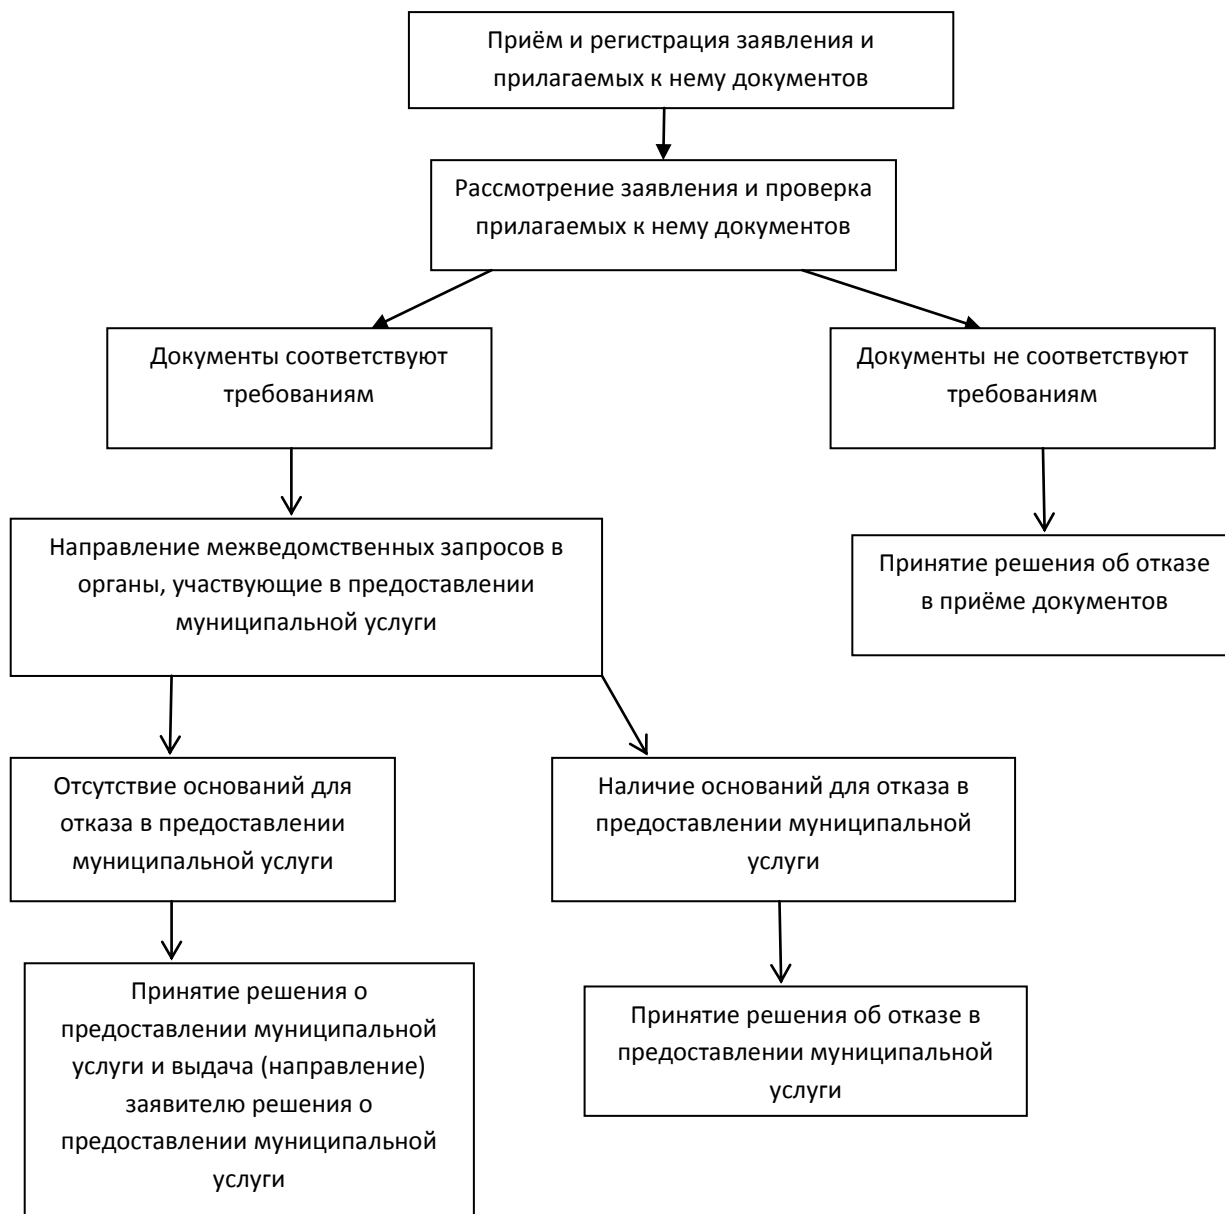 Приём и регистрация заявления и
прилагаемых к нему документов
Рассмотрение заявления и проверка
прилагаемых к нему документов
Документы соответствуют
требованиям
Документы не соответствуют
требованиям
Направление межведомственных запросов в
органы, участвующие в предоставлении
муниципальной услуги
Принятие решения об отказе
в приёме документов
Отсутствие оснований для
отказа в предоставлении
муниципальной услуги
Наличие оснований для отказа в
предоставлении муниципальной
услуги
Принятие решения о
предоставлении муниципальной
услуги и выдача (направление)
заявителю решения о
предоставлении муниципальной
услуги
Принятие решения об отказе в
предоставлении муниципальной
услуги